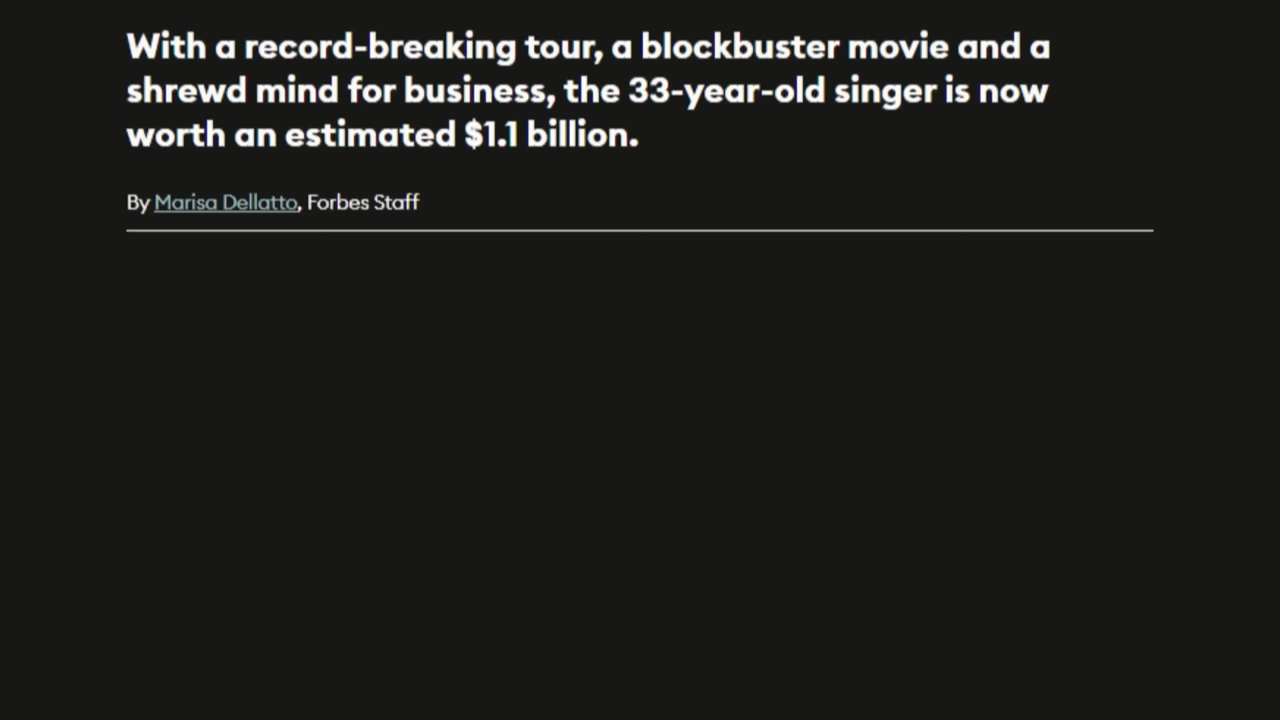 With a record-breaking tour, a blockbuster movie and a
shrewd mind for business, the 33-year-old singer is now
worth an estimated $1.1 billion.
By Marisa Dellatto, Forbes Staff